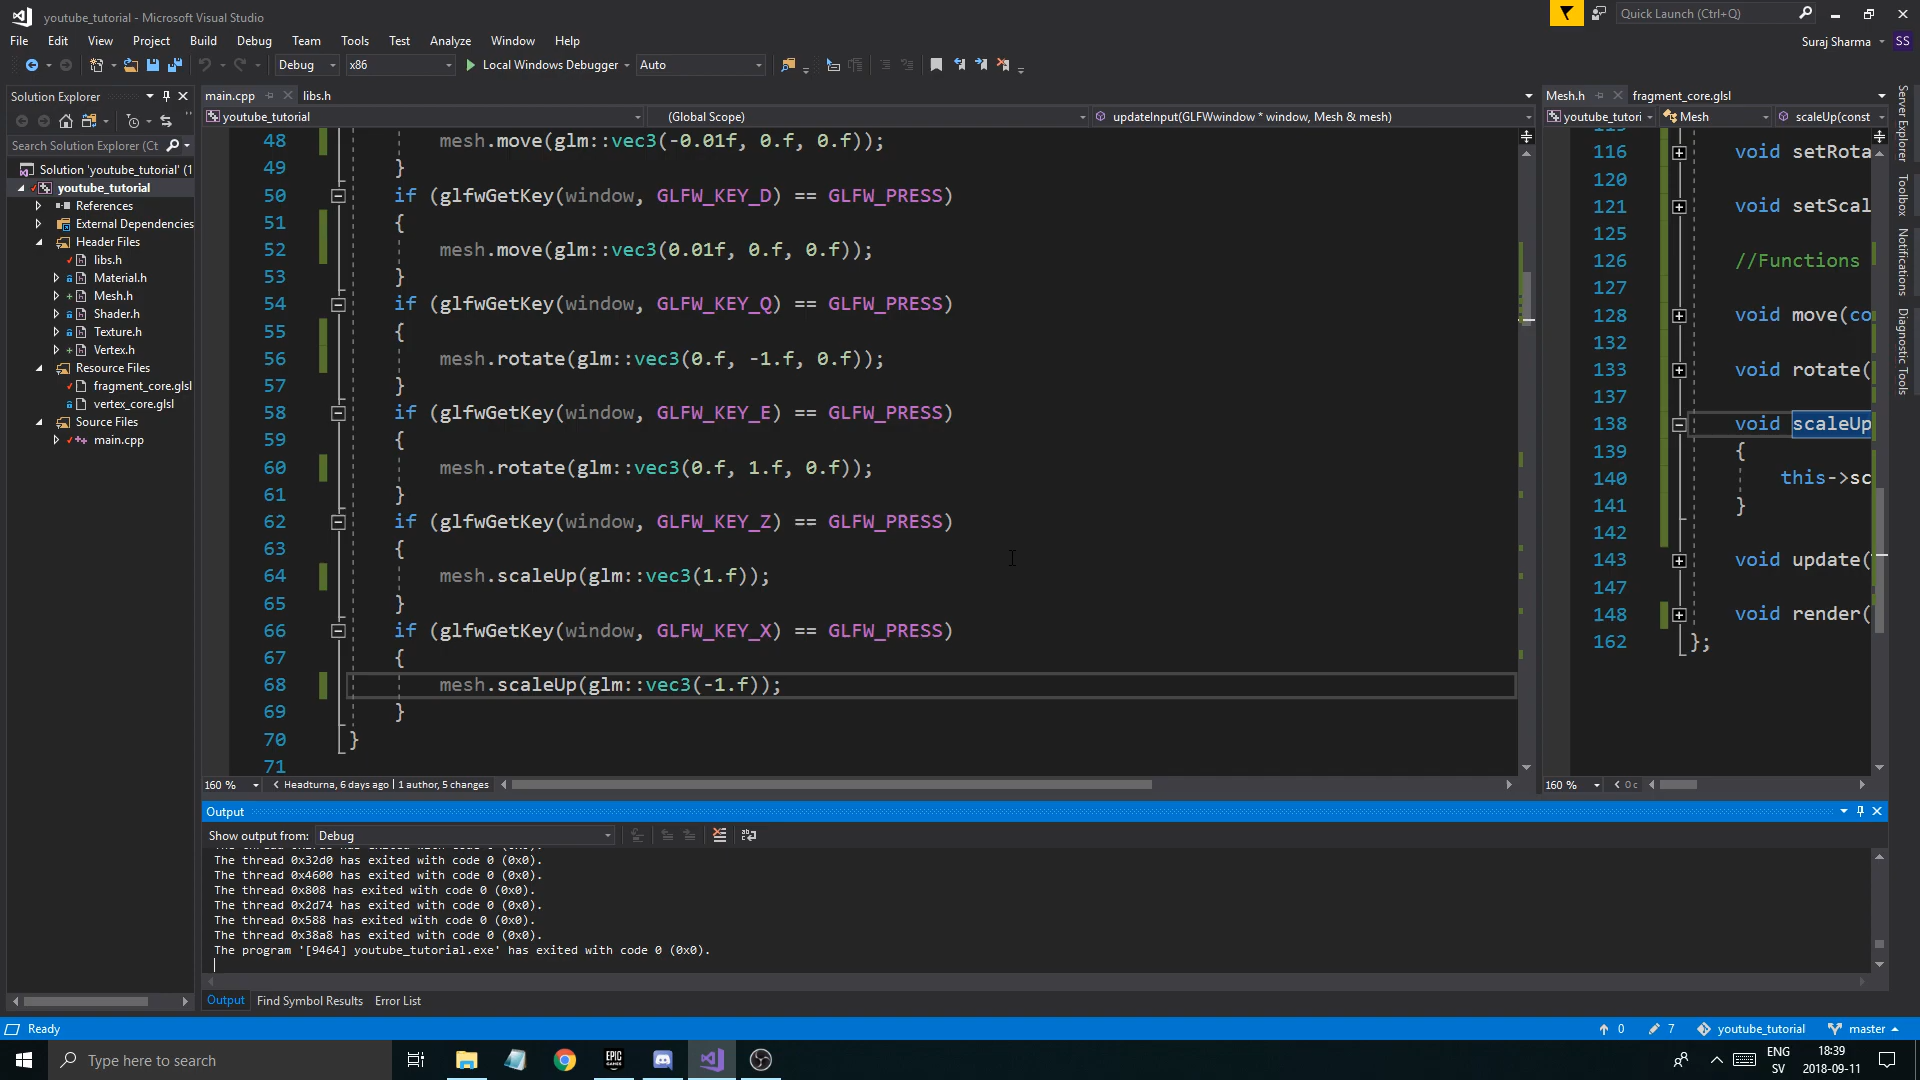 youtube_tutorial - Microsoft Visual Studio
Quick Launch (Ctrl+Q)
File Edit View Project Build Debug Team Tools Test Analyze Window Help
Suraj Sharma
SS
Debug x86 Local Windows Debugger Auto
Solution Explorer
Search Solution Explorer (Ct
Solution 'youtube_tutorial' (1
youtube_tutorial
References
External Dependencies
Header Files
libs.h
Material.h
Mesh.h
Shader.h
Texture.h
Vertex.h
Resource Files
fragment_core.glsl
vertex_core.glsl
Source Files
main.cpp
main.cpp libs.h
youtube_tutorial (Global Scope) updateInput(GLFWwindow * window, Mesh & mesh)
48 mesh.move(glm::vec3(-0.01f, 0.f, 0.f));
49 }
50 if (glfwGetKey(window, GLFW_KEY_D) == GLFW_PRESS)
51 {
52 mesh.move(glm::vec3(0.01f, 0.f, 0.f));
53 }
54 if (glfwGetKey(window, GLFW_KEY_Q) == GLFW_PRESS)
55 {
56 mesh.rotate(glm::vec3(0.f, -1.f, 0.f));
57 }
58 if (glfwGetKey(window, GLFW_KEY_E) == GLFW_PRESS)
59 {
60 mesh.rotate(glm::vec3(0.f, 1.f, 0.f));
61 }
62 if (glfwGetKey(window, GLFW_KEY_Z) == GLFW_PRESS)
63 {
64 mesh.scaleUp(glm::vec3(1.f));
65 }
66 if (glfwGetKey(window, GLFW_KEY_X) == GLFW_PRESS)
67 {
68 mesh.scaleUp(glm::vec3(-1.f));
69 }
70 }
71
160 % Headturna, 6 days ago | 1 author, 5 changes
Mesh.h fragment_core.glsl
youtube_tutori Mesh scaleUp(const
116 void setRota
120
121 void setScal
125
126 //Functions
127
128 void move(co
132
133 void rotate(
137
138 void scaleUp
139 {
140 this->sc
141 }
142
143 void update(
147
148 void render(
162 };
160 % 0 c
Server Explorer
Toolbox
Notifications
Diagnostic Tools
Output
Show output from: Debug
The thread 0x32d0 has exited with code 0 (0x0).
The thread 0x4600 has exited with code 0 (0x0).
The thread 0x808 has exited with code 0 (0x0).
The thread 0x2d74 has exited with code 0 (0x0).
The thread 0x588 has exited with code 0 (0x0).
The thread 0x38a8 has exited with code 0 (0x0).
The program '[9464] youtube_tutorial.exe' has exited with code 0 (0x0).
Output Find Symbol Results Error List
Ready
0 7 youtube_tutorial master
Type here to search
EPIC GAMES
ENG
SV
18:39
2018-09-11